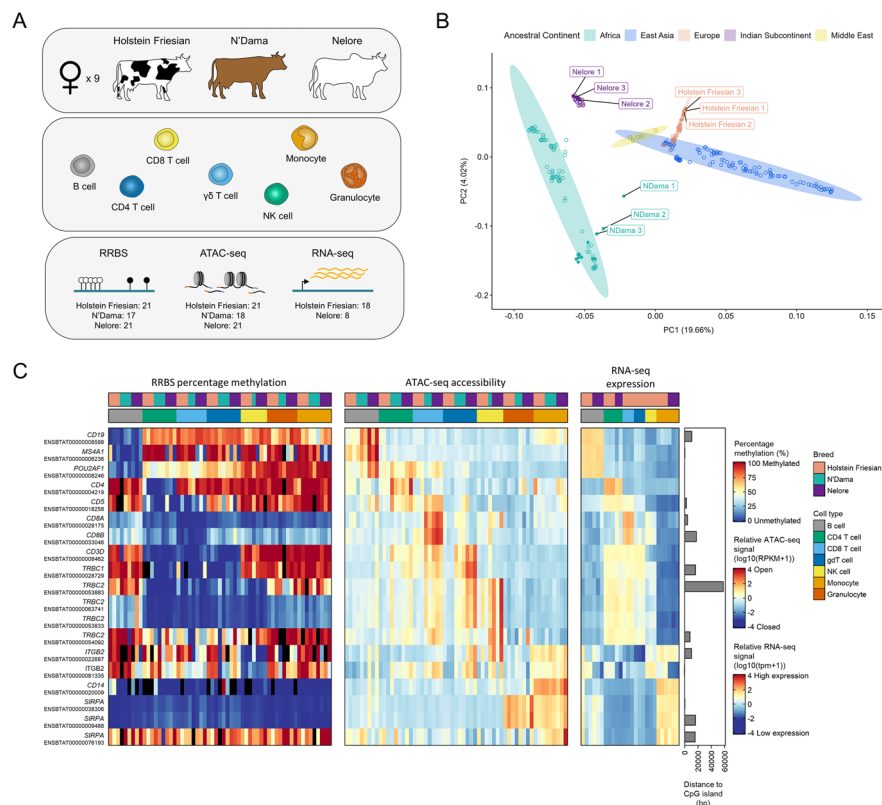 A
Holstein Friesian
N'Dama
Nelore
x 9
CD8 T cell
Monocyte
B cell
CD4 T cell
γδ T cell
NK cell
Granulocyte
RRBS
ATAC-seq
RNA-seq
Holstein Friesian: 21
N'Dama: 17
Nelore: 21
Holstein Friesian: 21
N'Dama: 18
Nelore: 21
Holstein Friesian: 18
Nelore: 8
B
Ancestral Continent
Africa
East Asia
Europe
Indian Subcontinent
Middle East
PC2 (4.02%)
0.1
0.0
-0.1
-0.2
Nelore 1
Nelore 3
Nelore 2
Holstein Friesian 3
Holstein Friesian 1
Holstein Friesian 2
NDama 1
NDama 2
NDama 3
-0.10
-0.05
0.00
0.05
0.10
0.15
PC1 (19.66%)
C
RRBS percentage methylation
ATAC-seq accessibility
RNA-seq
expression
CD19
ENSBTAT00000008598
MS4A1
ENSBTAT00000006236
POU2AF1
ENSBTAT00000006246
CD4
ENSBTAT00000004219
CD5
ENSBTAT00000018258
CD8A
ENSBTAT00000028175
CD8B
ENSBTAT00000033046
CD3D
ENSBTAT00000008462
TRBC1
ENSBTAT00000028729
TRBC2
ENSBTAT00000053883
TRBC2
ENSBTAT00000063741
TRBC2
ENSBTAT00000053833
TRBC2
ENSBTAT00000054092
ITGB2
ENSBTAT00000022687
ITGB2
ENSBTAT00000081335
CD14
ENSBTAT00000020009
SIRPA
ENSBTAT00000038306
SIRPA
ENSBTAT00000009488
SIRPA
ENSBTAT00000076193
0
20000
40000
60000
Distance to
CpG island
(bp)
Percentage
methylation (%)
100 Methylated
75
50
25
0 Unmethylated
Relative ATAC-seq
signal
(log10(RPKM+1))
4 Open
2
0
-2
-4 Closed
Relative RNA-seq
signal
(log10(tpm+1))
4 High expression
2
0
-2
-4 Low expression
Breed
Holstein Friesian
N'Dama
Nelore
Cell type
B cell
CD4 T cell
CD8 T cell
gdT cell
NK cell
Monocyte
Granulocyte